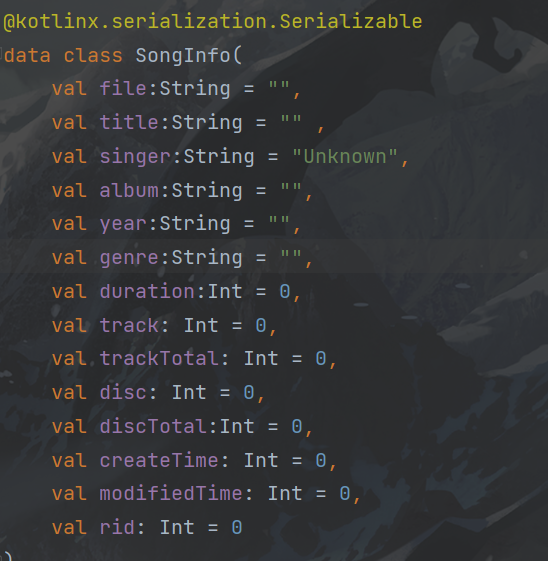 @kotlinx.serialization.Serializable
data class SongInfo(
    val file:String = "",
    val title:String = "" ,
    val singer:String = "Unknown",
    val album:String = "",
    val year:String = "",
    val genre:String = "",
    val duration:Int = 0,
    val track: Int = 0,
    val trackTotal: Int = 0,
    val disc: Int = 0,
    val discTotal:Int = 0,
    val createTime: Int = 0,
    val modifiedTime: Int = 0,
    val rid: Int = 0
)